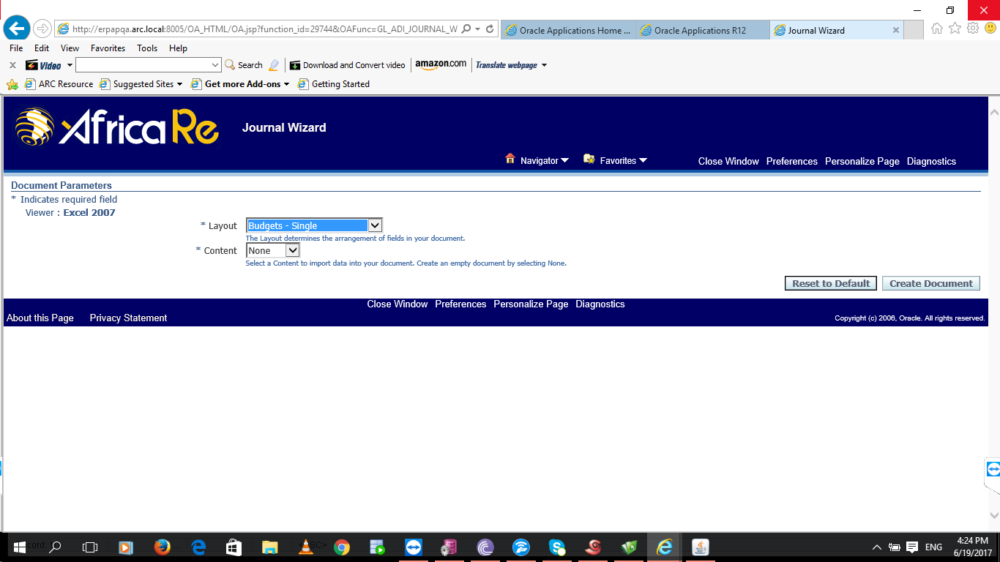 http://erpapqa.arc.local:8005/OA_HTML/OA.jsp?function_id=29744&OAFunc=GL_ADI_JOURNAL_W
Oracle Applications Home ...
Oracle Applications R12
Journal Wizard
File Edit View Favorites Tools Help
x Video Search Download and Convert video amazon.com Translate webpage
ARC Resource Suggested Sites Get more Add-ons Getting Started
AfricaRe
Journal Wizard
Navigator Favorites Close Window Preferences Personalize Page Diagnostics
Document Parameters
* Indicates required field
Viewer : Excel 2007
* Layout Budgets - Single
The Layout determines the arrangement of fields in your document.
* Content None
Select a Content to import data into your document. Create an empty document by selecting None.
Reset to Default Create Document
Close Window Preferences Personalize Page Diagnostics
About this Page Privacy Statement
Copyright (c) 2006, Oracle. All rights reserved.
ENG
4:24 PM
6/19/2017